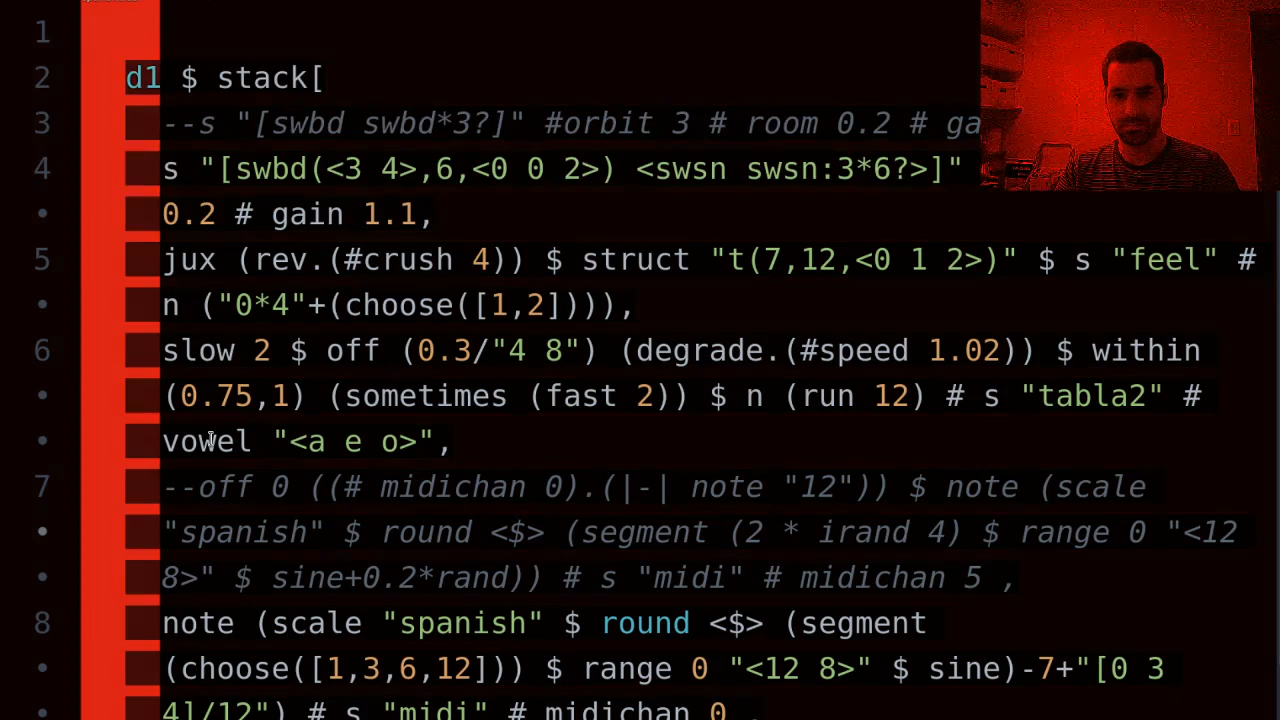 1
2 d1 $ stack[
3 --s "[swbd swbd*3?]" #orbit 3 # room 0.2 # ga
4 s "[swbd(<3 4>,6,<0 0 2>) <swsn swsn:3*6?>]"
• 0.2 # gain 1.1,
5 jux (rev.(#crush 4)) $ struct "t(7,12,<0 1 2>)" $ s "feel" #
• n ("0*4"+(choose([1,2]))),
6 slow 2 $ off (0.3/"4 8") (degrade.(#speed 1.02)) $ within
• (0.75,1) (sometimes (fast 2)) $ n (run 12) # s "tabla2" #
• vowel "<a e o>",
7 --off 0 ((# midichan 0).(|-| note "12")) $ note (scale
• "spanish" $ round <$> (segment (2 * irand 4) $ range 0 "<12
• 8>" $ sine+0.2*rand)) # s "midi" # midichan 5 ,
8 note (scale "spanish" $ round <$> (segment
• (choose([1,3,6,12])) $ range 0 "<12 8>" $ sine)-7+"[0 3
• 4]/12") # s "midi" # midichan 0 ,